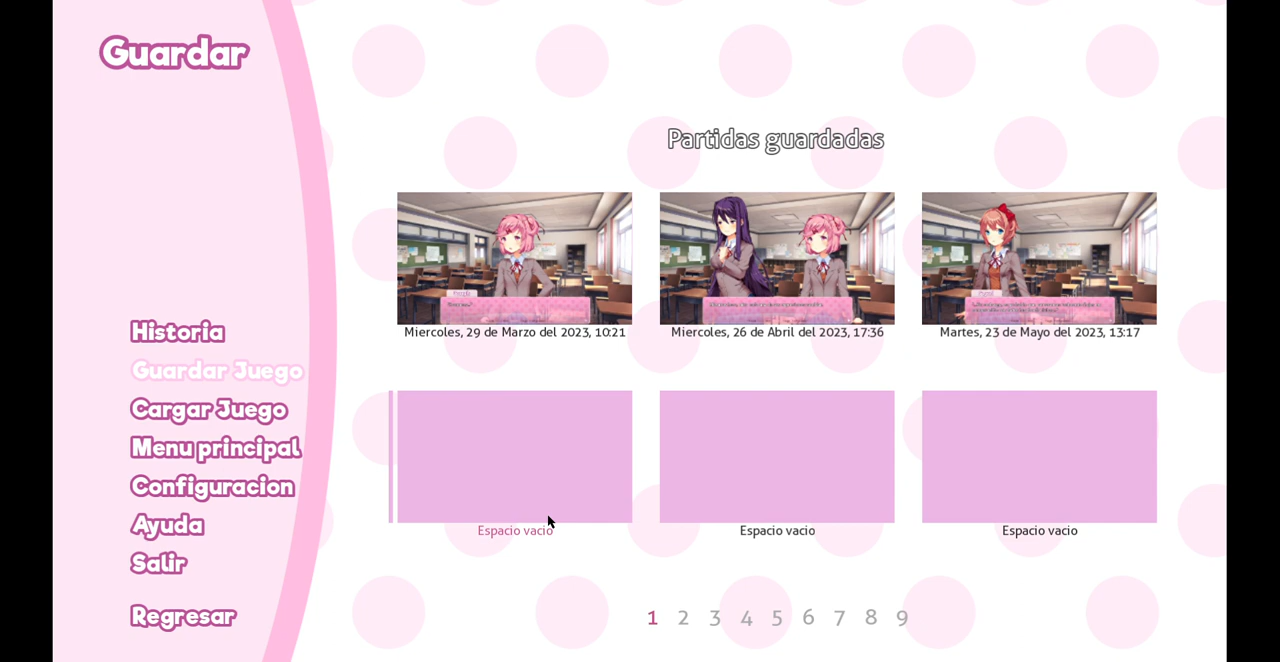 Guardar
Partidas guardadas
Miercoles, 29 de Marzo del 2023, 10:21
Miercoles, 26 de Abril del 2023, 17:36
Martes, 23 de Mayo del 2023, 13:17
Historia
Guardar Juego
Cargar Juego
Menu principal
Configuracion
Ayuda
Salir
Regresar
Espacio vacio
Espacio vacio
Espacio vacio
1 2 3 4 5 6 7 8 9